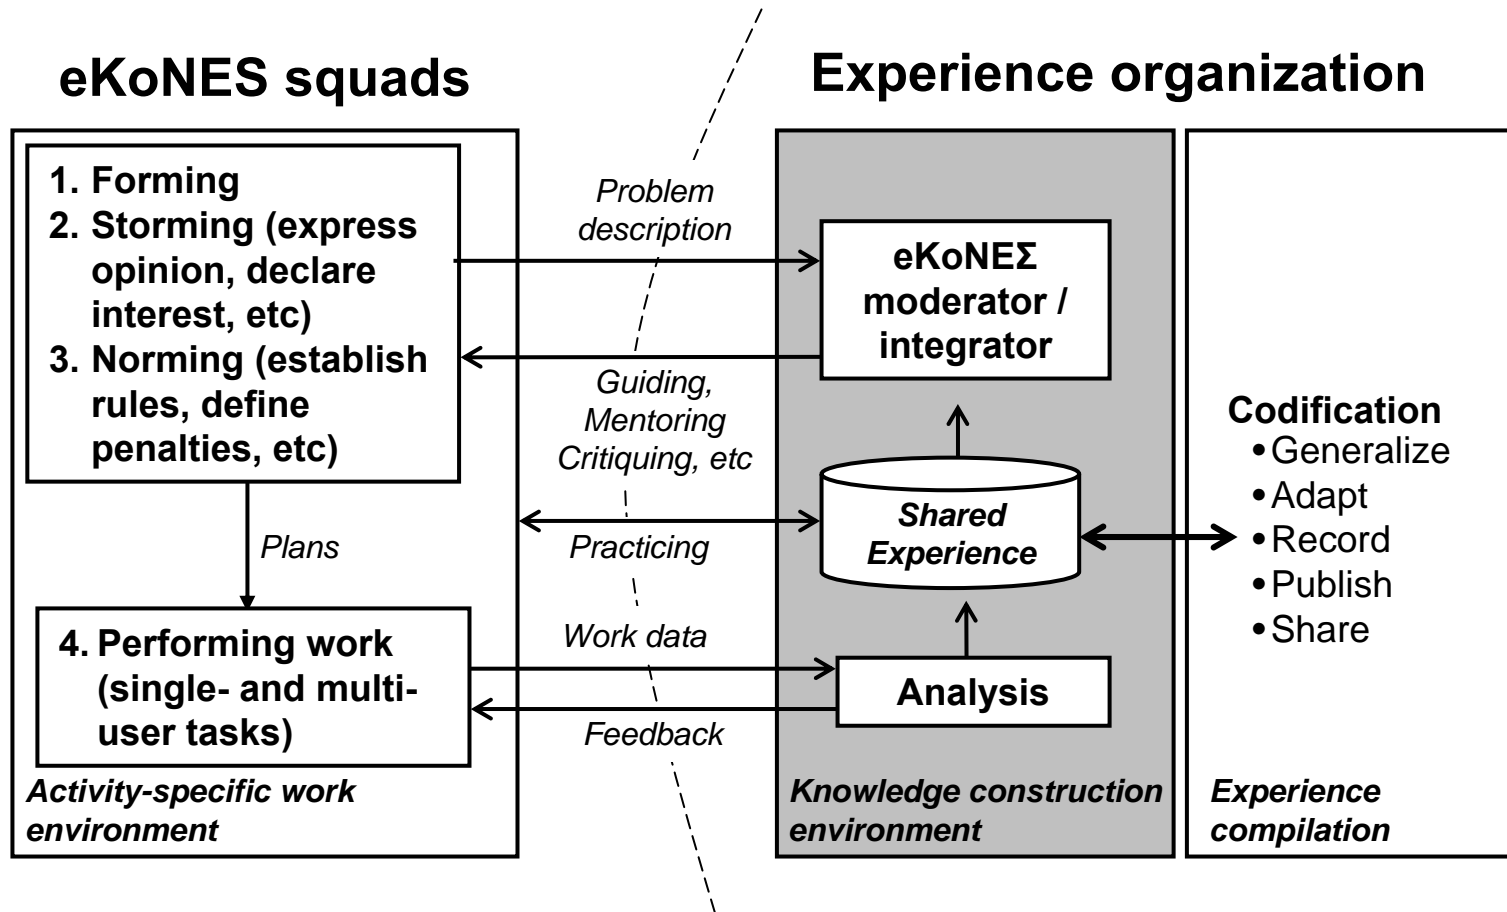 eKoNES squads
Experience organization
1. Forming
2. Storming (express
opinion, declare
interest, etc)
3. Norming (establish
rules, define
penalties, etc)
Plans
4. Performing work
(single- and multi-
user tasks)
Activity-specific work
environment
Problem
description
Guiding,
Mentoring
Critiquing, etc
Practicing
Work data
Feedback
eKoNEΣ
moderator /
integrator
Shared
Experience
Analysis
Knowledge construction
environment
Codification
•Generalize
•Adapt
•Record
•Publish
•Share
Experience
compilation